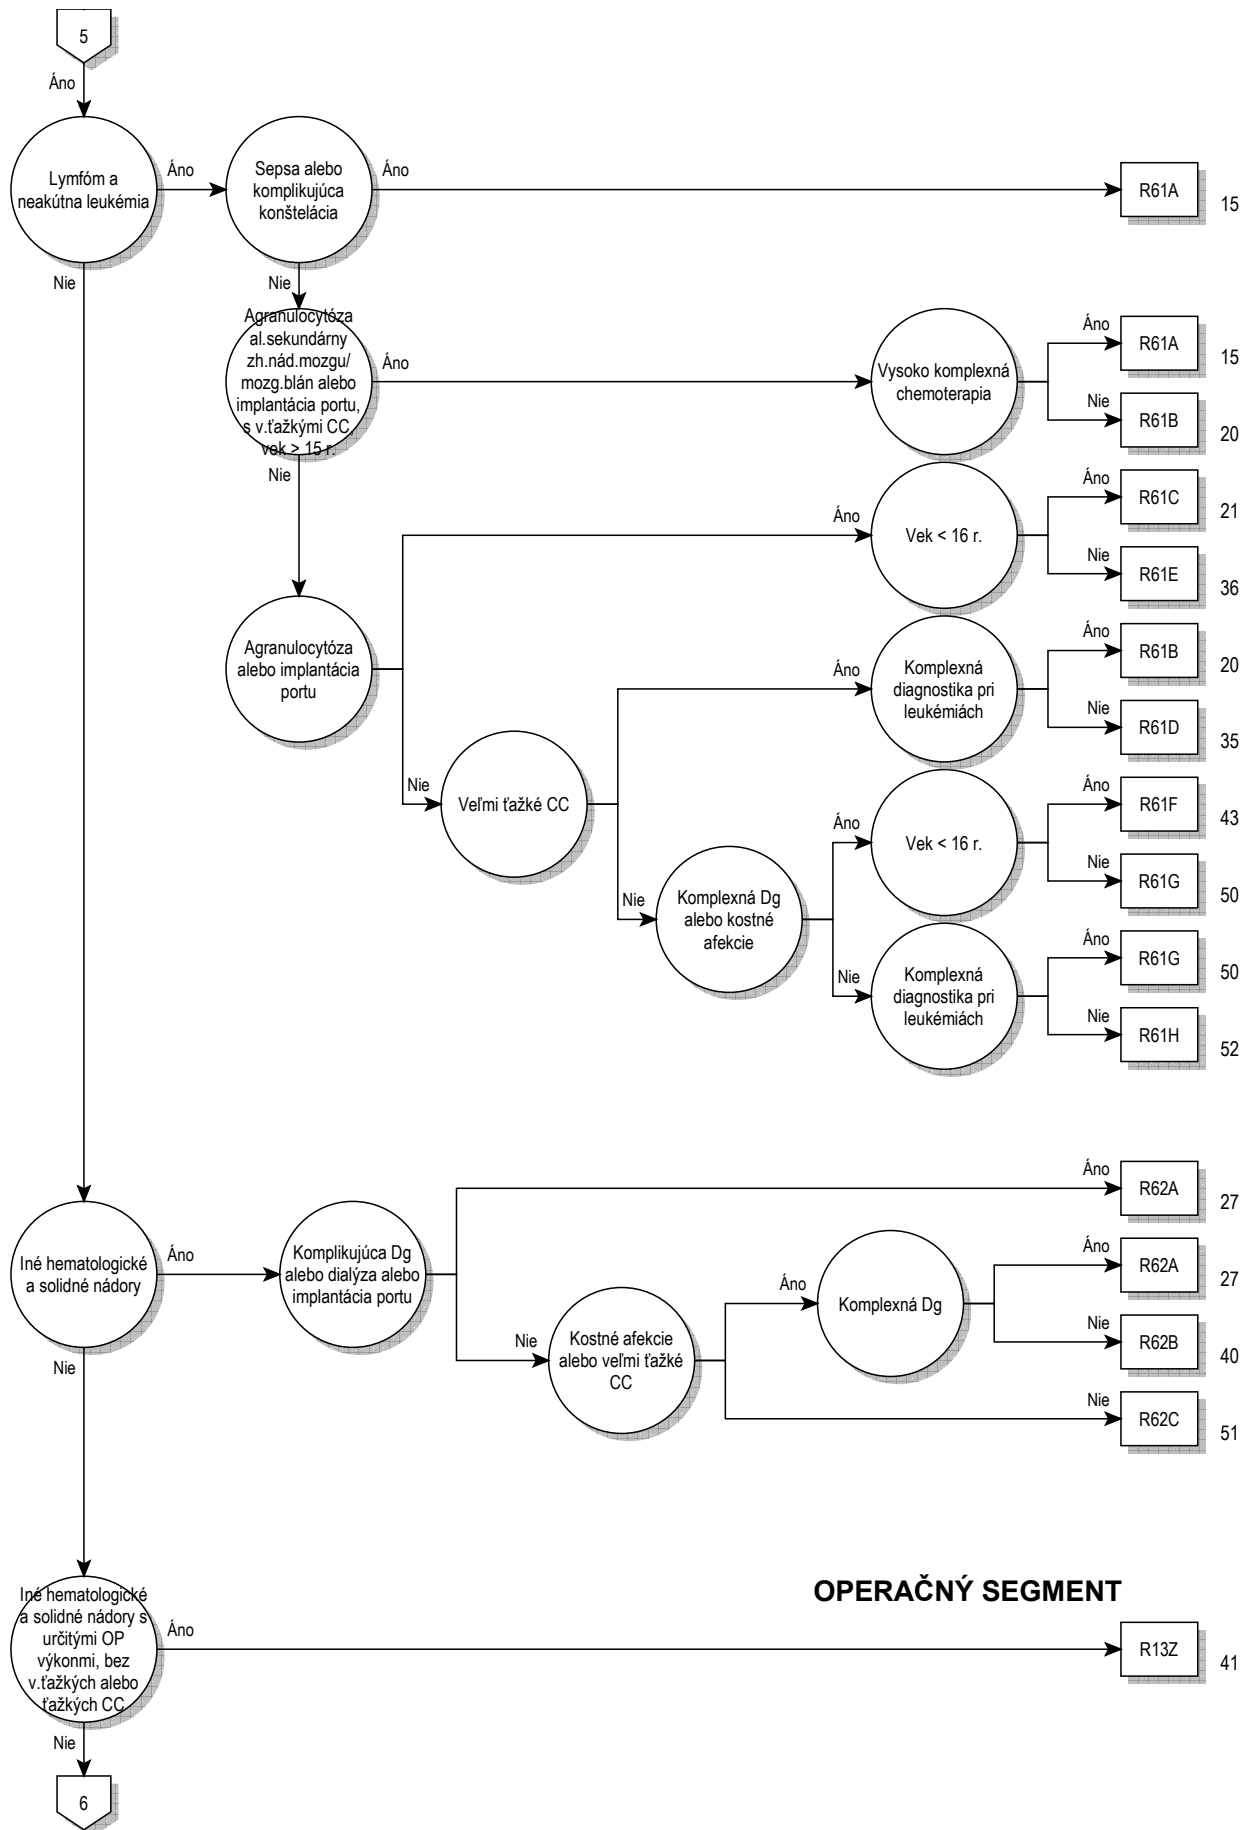 5
Áno
Lymfóm a
neakútna leukémia
Áno
Sepsa alebo
komplikujúca
konštelácia
Áno
R61A
15
Nie
Nie
Agranulocytóza
al.sekundárny
zh.nád.mozgu/
mozg.blán alebo
implantácia portu,
s v.ťažkými CC,
vek > 15 r.
Áno
Vysoko komplexná
chemoterapia
Áno
R61A
15
Nie
R61B
20
Nie
Agranulocytóza
alebo implantácia
portu
Áno
Vek < 16 r.
Áno
R61C
21
Nie
R61E
36
Nie
Veľmi ťažké CC
Áno
Komplexná
diagnostika pri
leukémiách
Áno
R61B
20
Nie
R61D
35
Nie
Komplexná Dg
alebo kostné
afekcie
Áno
Vek < 16 r.
Áno
R61F
43
Nie
R61G
50
Nie
Komplexná
diagnostika pri
leukémiách
Áno
R61G
50
Nie
R61H
52
Iné hematologické
a solidné nádory
Áno
Komplikujúca Dg
alebo dialýza alebo
implantácia portu
Áno
R62A
27
Nie
Kostné afekcie
alebo veľmi ťažké
CC
Áno
Komplexná Dg
Áno
R62A
27
Nie
R62B
40
Nie
R62C
51
Nie
OPERAČNÝ SEGMENT
Iné hematologické
a solidné nádory s
určitými OP
výkonmi, bez
v.ťažkých alebo
ťažkých CC
Áno
R13Z
41
Nie
6